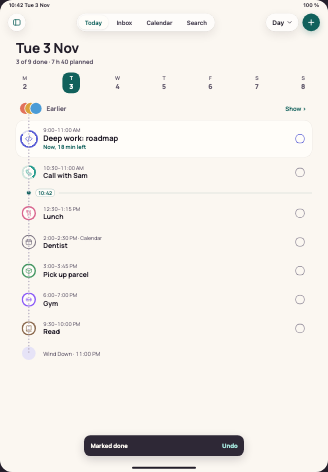 10:42 Tue 3 Nov
100 %
Today Inbox Calendar Search
Day
Tue 3 Nov
3 of 9 done · 7 h 40 planned
M T W T F S S
2 3 4 5 6 7 8
Earlier
Show ›
9:00–11:00 AM
Deep work: roadmap
Now, 18 min left
10:30–11:00 AM
Call with Sam
10:42
12:30–1:15 PM
Lunch
2:00–2:30 PM · Calendar
Dentist
3:00–3:45 PM
Pick up parcel
6:00–7:00 PM
Gym
9:30–10:00 PM
Read
Wind Down · 11:00 PM
Marked done
Undo